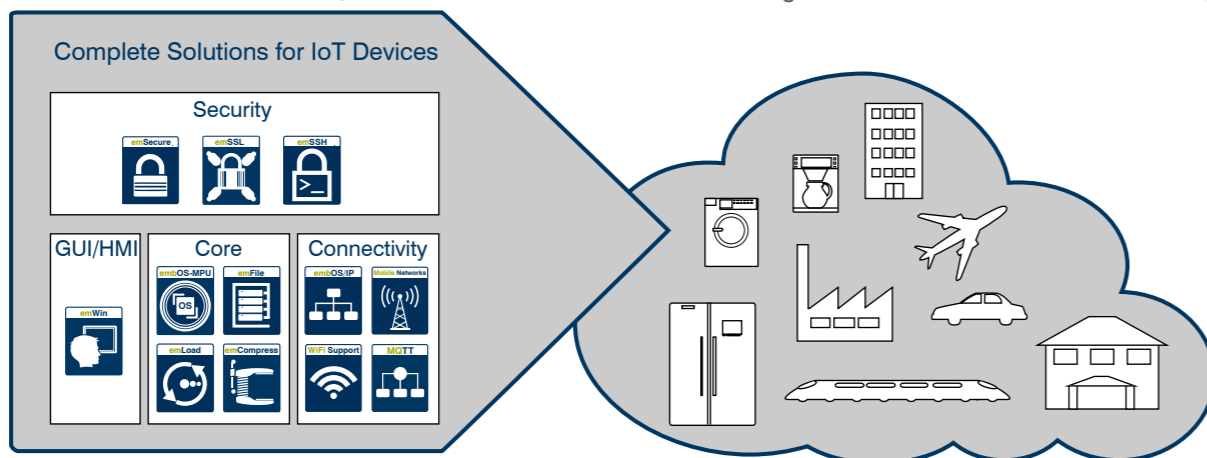 Complete Solutions for IoT Devices
Security
emSecure
emSSL
emSSH
>_
GUI/HMI
emWin
Core
embOS-MPU
emFile
OS
emLoad
emCompress
Connectivity
embOS/IP
Mobile Networks
WiFi Support
MQTT